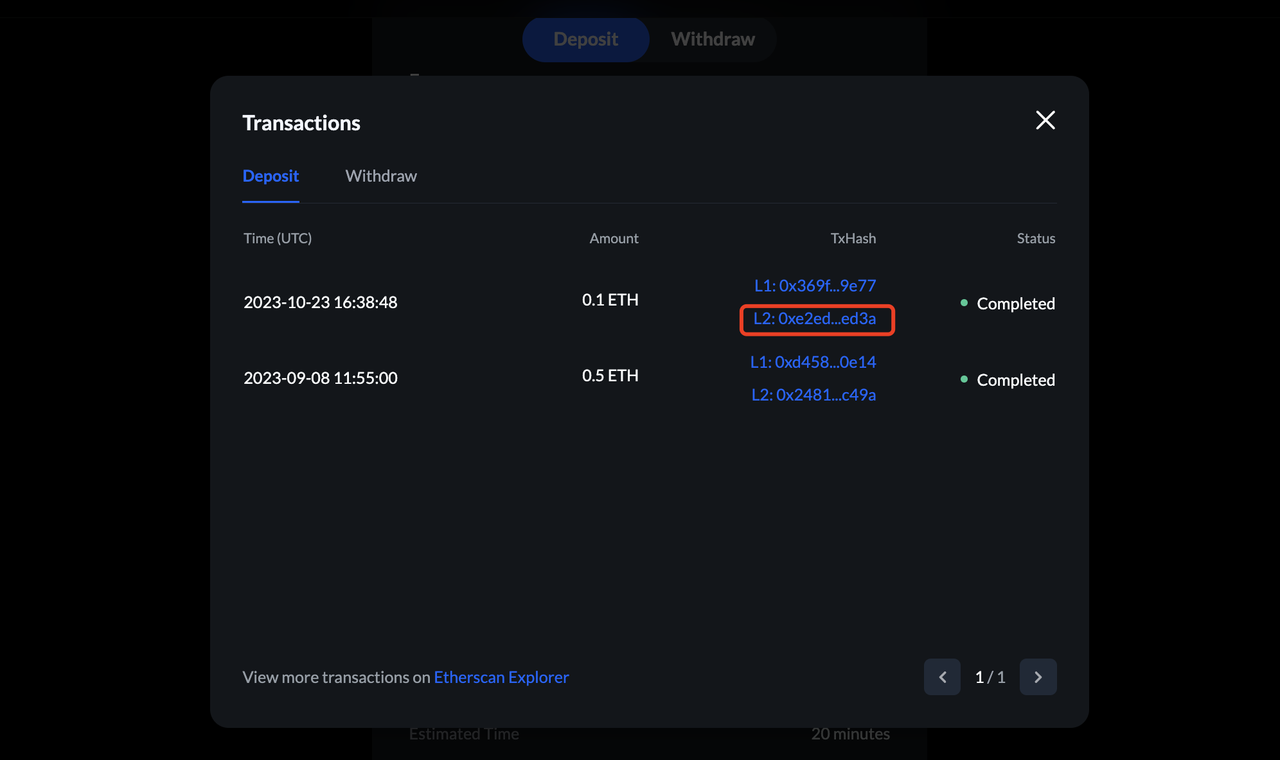 Deposit Withdraw
Transactions
Deposit Withdraw
Time (UTC) Amount TxHash Status
2023-10-23 16:38:48 0.1 ETH L1: 0x369f...9e77 Completed
L2: 0xe2ed...ed3a
2023-09-08 11:55:00 0.5 ETH L1: 0xd458...0e14 Completed
L2: 0x2481...c49a
View more transactions on Etherscan Explorer 1 / 1
Estimated Time 20 minutes